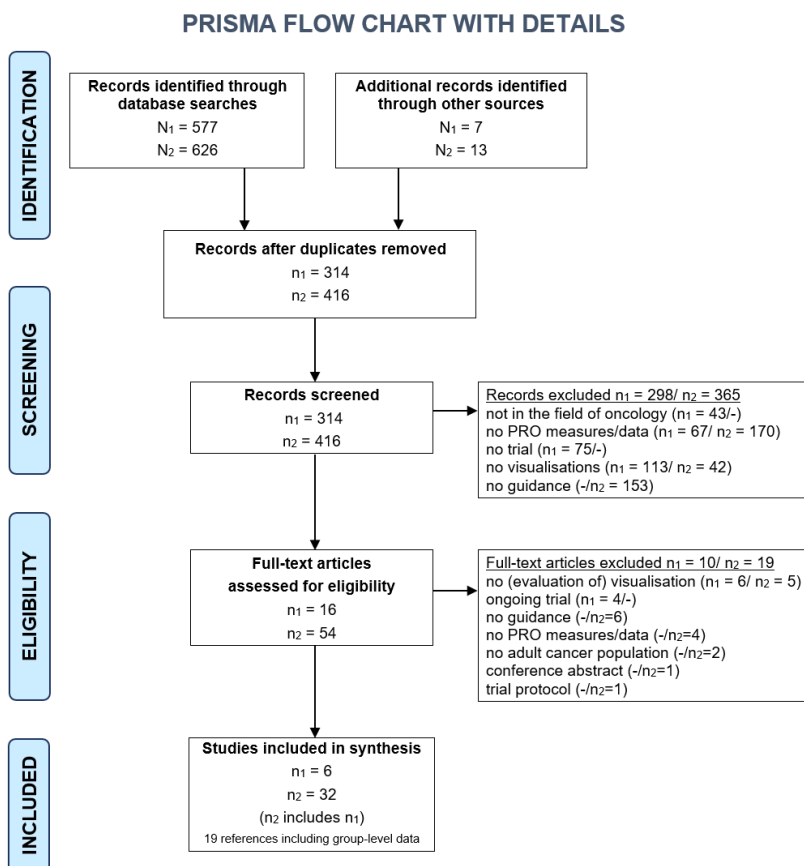 PRISMA FLOW CHART WITH DETAILS
IDENTIFICATION
Records identified through
database searches
N₁ = 577
N₂ = 626
Additional records identified
through other sources
N₁ = 7
N₂ = 13
Records after duplicates removed
n₁ = 314
n₂ = 416
SCREENING
Records screened
n₁ = 314
n₂ = 416
Records excluded n₁ = 298/ n₂ = 365
not in the field of oncology (n₁ = 43/-)
no PRO measures/data (n₁ = 67/ n₂ = 170)
no trial (n₁ = 75/-)
no visualisations (n₁ = 113/ n₂ = 42)
no guidance (-/n₂ = 153)
ELIGIBILITY
Full-text articles
assessed for eligibility
n₁ = 16
n₂ = 54
Full-text articles excluded n₁ = 10/ n₂ = 19
no (evaluation of) visualisation (n₁ = 6/ n₂ = 5)
ongoing trial (n₁ = 4/-)
no guidance (-/n₂=6)
no PRO measures/data (-/n₂=4)
no adult cancer population (-/n₂=2)
conference abstract (-/n₂=1)
trial protocol (-/n₂=1)
INCLUDED
Studies included in synthesis
n₁ = 6
n₂ = 32
(n₂ includes n₁)
19 references including group-level data